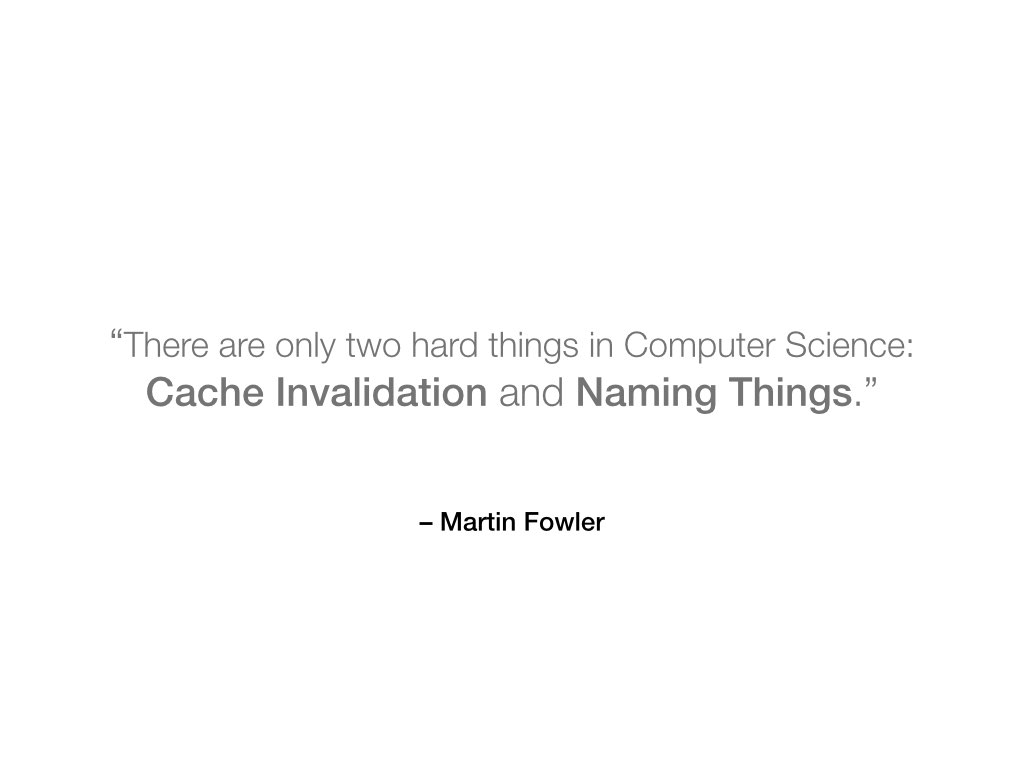 “There are only two hard things in Computer Science:
Cache Invalidation and Naming Things.”
– Martin Fowler